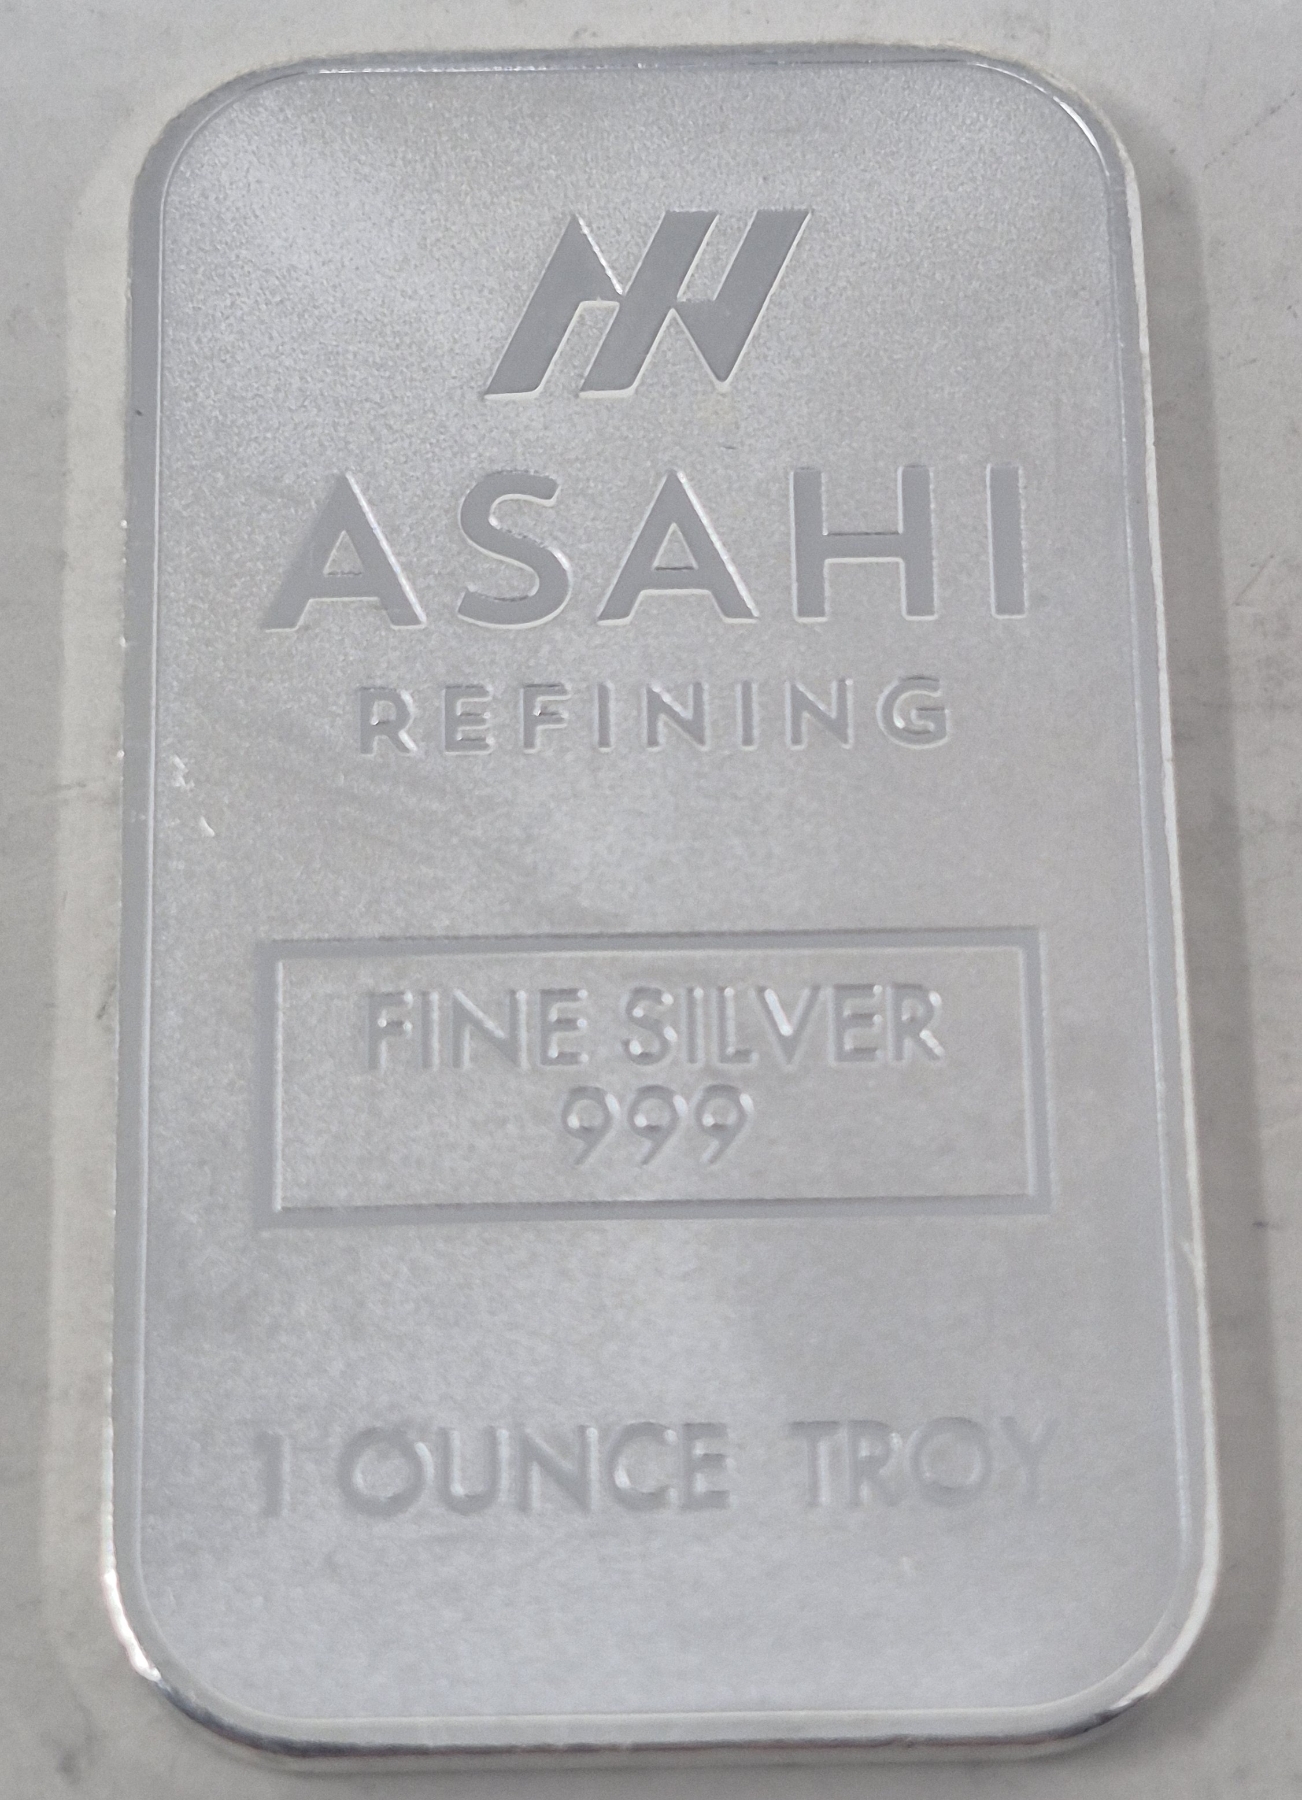 ASAHI
REFINING
FINE SILVER
999
1 OUNCE TROY